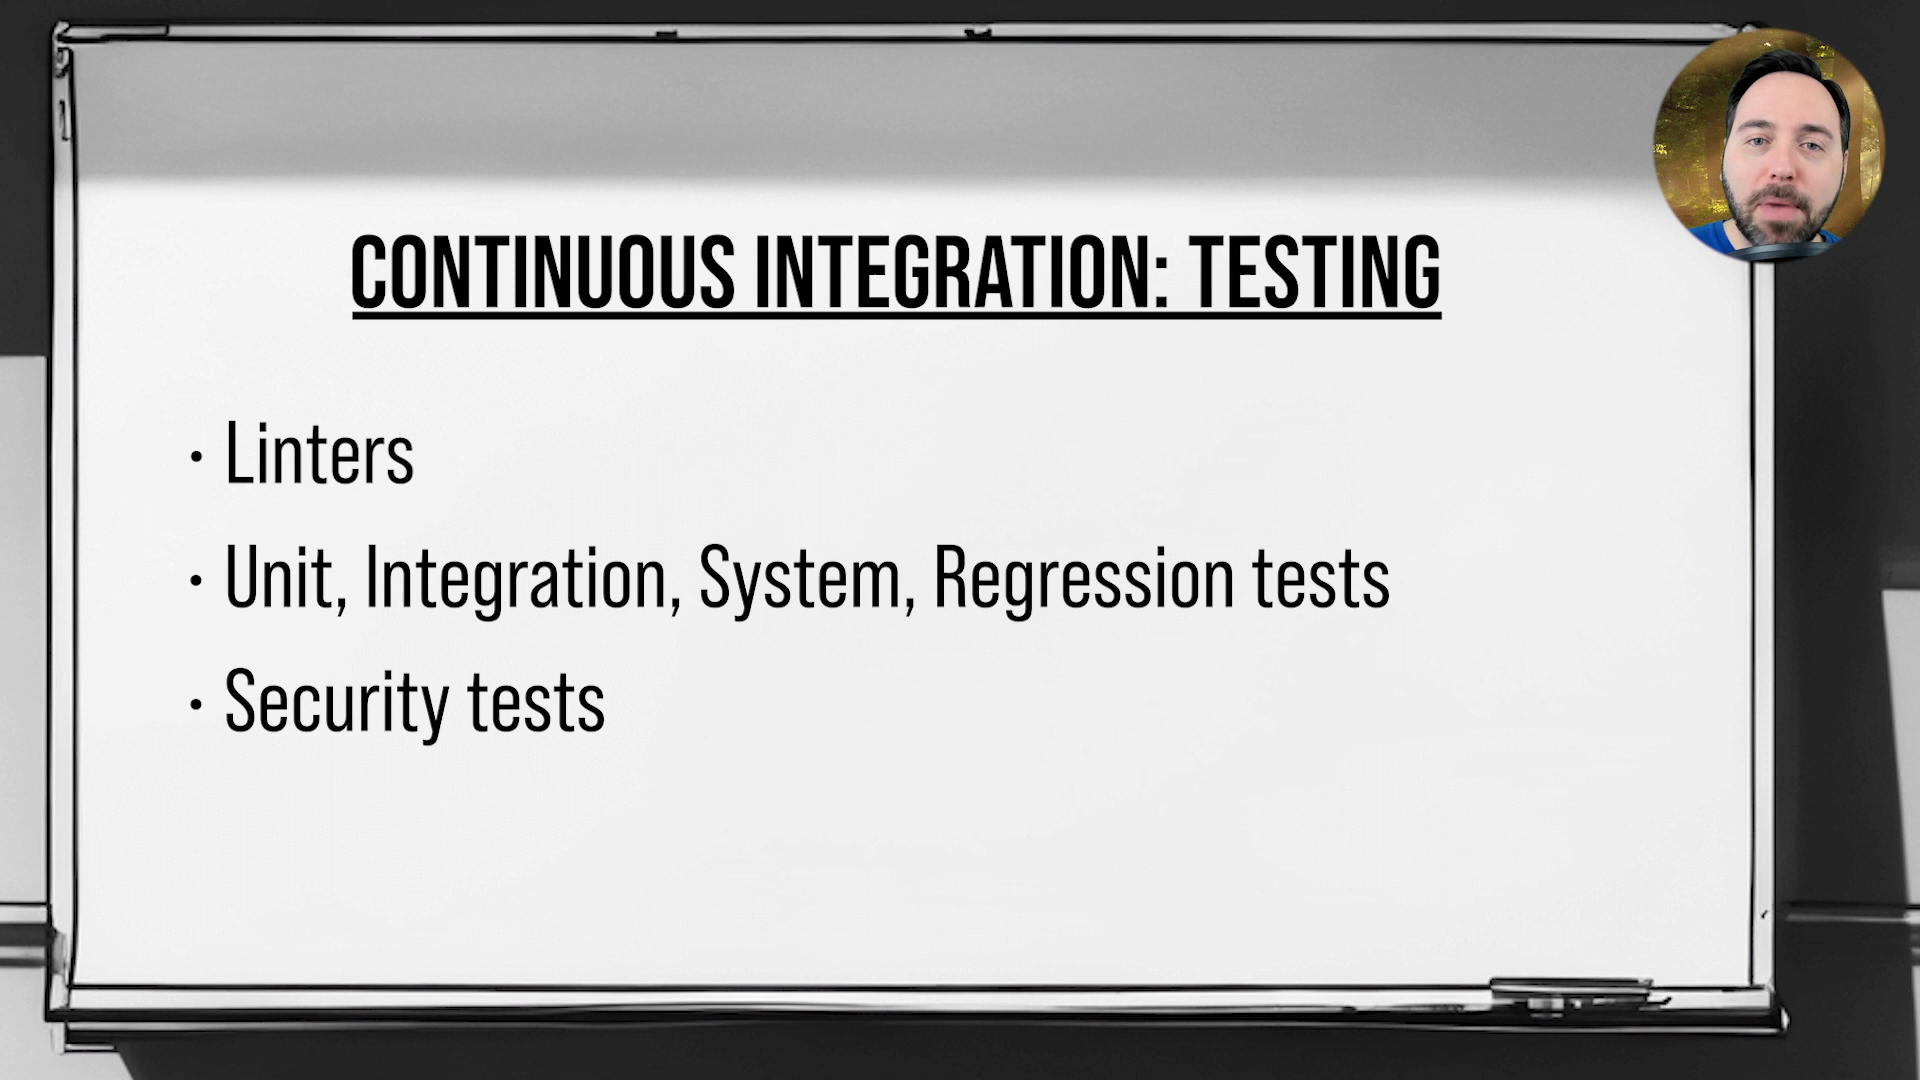 CONTINUOUS INTEGRATION: TESTING
• Linters
• Unit, Integration, System, Regression tests
• Security tests